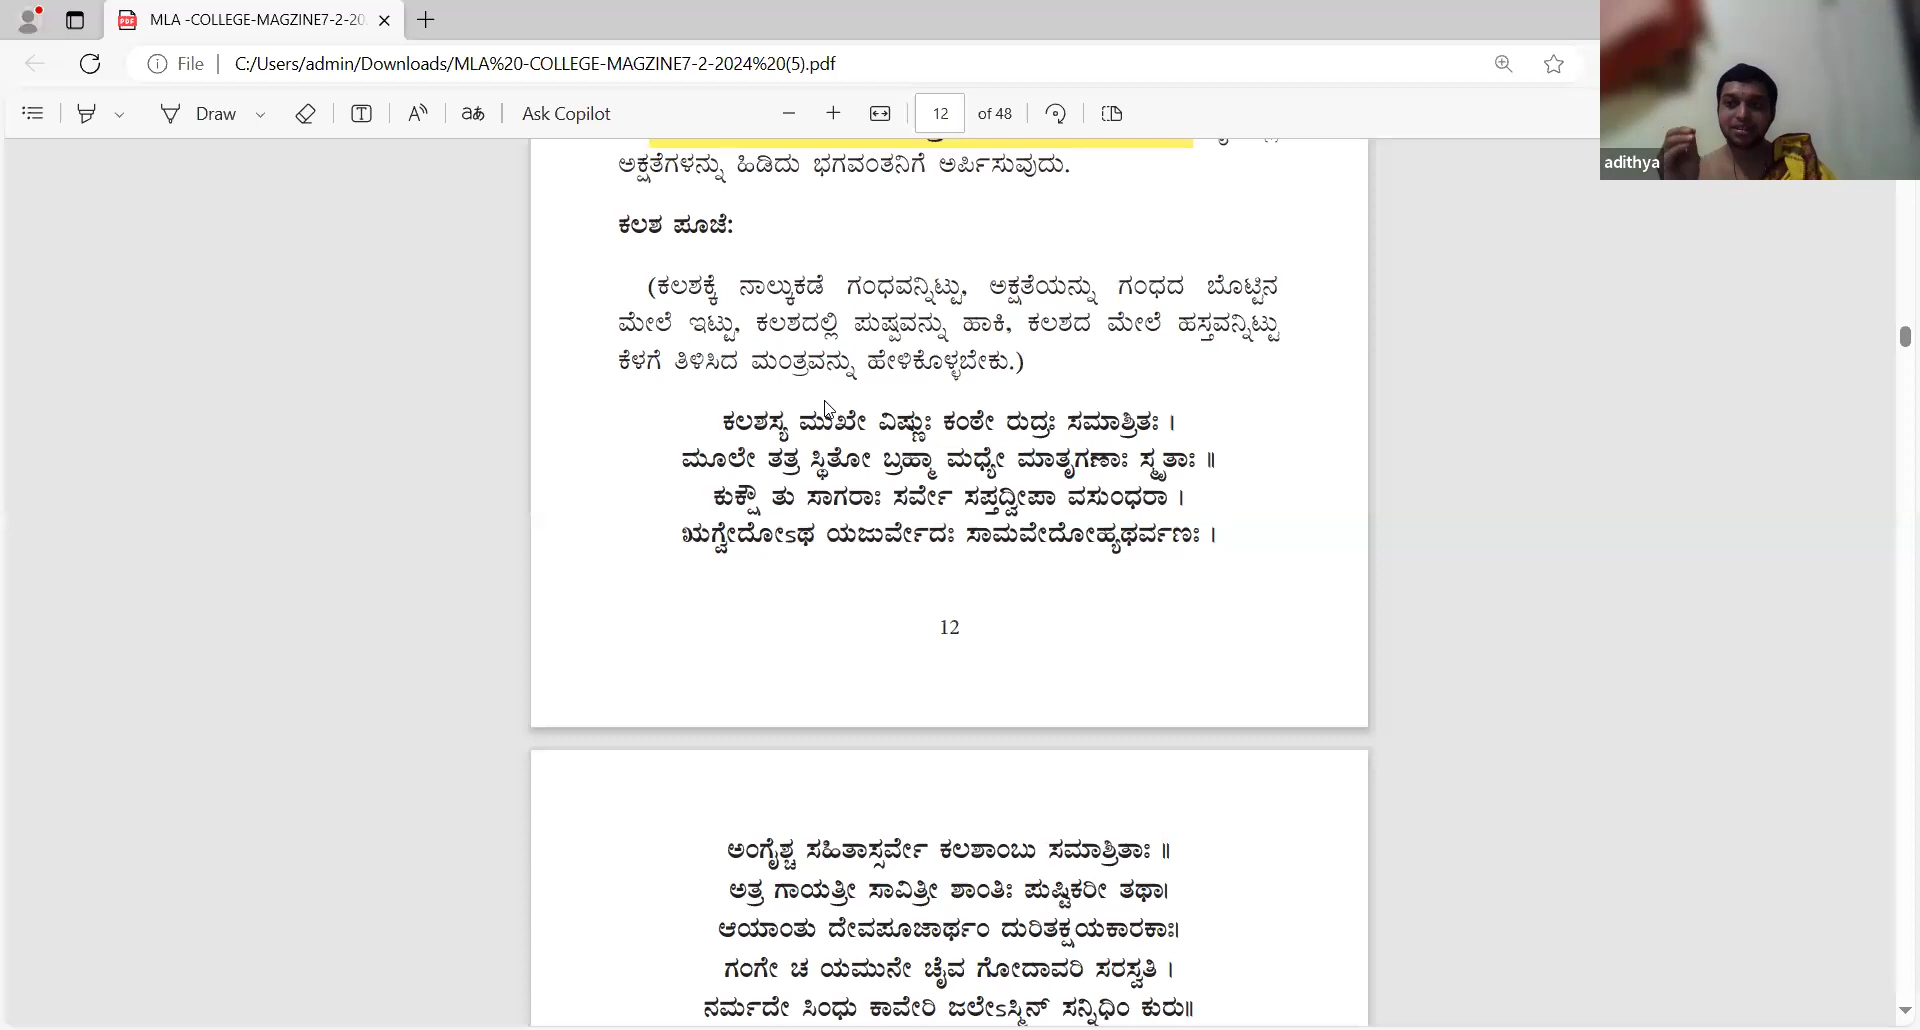 MLA -COLLEGE-MAGZINE7-2-20
File
C:/Users/admin/Downloads/MLA%20-COLLEGE-MAGZINE7-2-2024%20(5).pdf
Draw
aあ
Ask Copilot
12 of 48
adithya
ಅಕ್ಷತೆಗಳನ್ನು ಹಿಡಿದು ಭಗವಂತನಿಗೆ ಅರ್ಪಿಸುವುದು.
ಕಲಶ ಪೂಜೆ:
(ಕಲಶಕ್ಕೆ ನಾಲ್ಕುಕಡೆ ಗಂಧವನ್ನಿಟ್ಟು, ಅಕ್ಷತೆಯನ್ನು ಗಂಧದ ಬೊಟ್ಟಿನ
ಮೇಲೆ ಇಟ್ಟು, ಕಲಶದಲ್ಲಿ ಪುಷ್ಪವನ್ನು ಹಾಕಿ, ಕಲಶದ ಮೇಲೆ ಹಸ್ತವನ್ನಿಟ್ಟು
ಕೆಳಗೆ ತಿಳಿಸಿದ ಮಂತ್ರವನ್ನು ಹೇಳಿಕೊಳ್ಳಬೇಕು.)
ಕಲಶಸ್ಯ ಮುಖೇ ವಿಷ್ಣುಃ ಕಂಠೇ ರುದ್ರಃ ಸಮಾಶ್ರಿತಃ ।
ಮೂಲೇ ತತ್ರ ಸ್ಥಿತೋ ಬ್ರಹ್ಮಾ ಮಧ್ಯೇ ಮಾತೃಗಣಾಃ ಸ್ಮೃತಾಃ ॥
ಕುಕ್ಷೌ ತು ಸಾಗರಾಃ ಸರ್ವೇ ಸಪ್ತದ್ವೀಪಾ ವಸುಂಧರಾ ।
ಋಗ್ವೇದೋಽಥ ಯಜುರ್ವೇದಃ ಸಾಮವೇದೋಹ್ಯಥರ್ವಣಃ ।
12
ಅಂಗೈಶ್ಚ ಸಹಿತಾಸ್ಸರ್ವೇ ಕಲಶಾಂಬು ಸಮಾಶ್ರಿತಾಃ ॥
ಅತ್ರ ಗಾಯತ್ರೀ ಸಾವಿತ್ರೀ ಶಾಂತಿಃ ಪುಷ್ಟಿಕರೀ ತಥಾ।
ಆಯಾಂತು ದೇವಪೂಜಾರ್ಥಂ ದುರಿತಕ್ಷಯಕಾರಕಾಃ।
ಗಂಗೇ ಚ ಯಮುನೇ ಚೈವ ಗೋದಾವರಿ ಸರಸ್ವತಿ ।
ನರ್ಮದೇ ಸಿಂಧು ಕಾವೇರಿ ಜಲೇಽಸ್ಮಿನ್ ಸನ್ನಿಧಿಂ ಕುರು॥